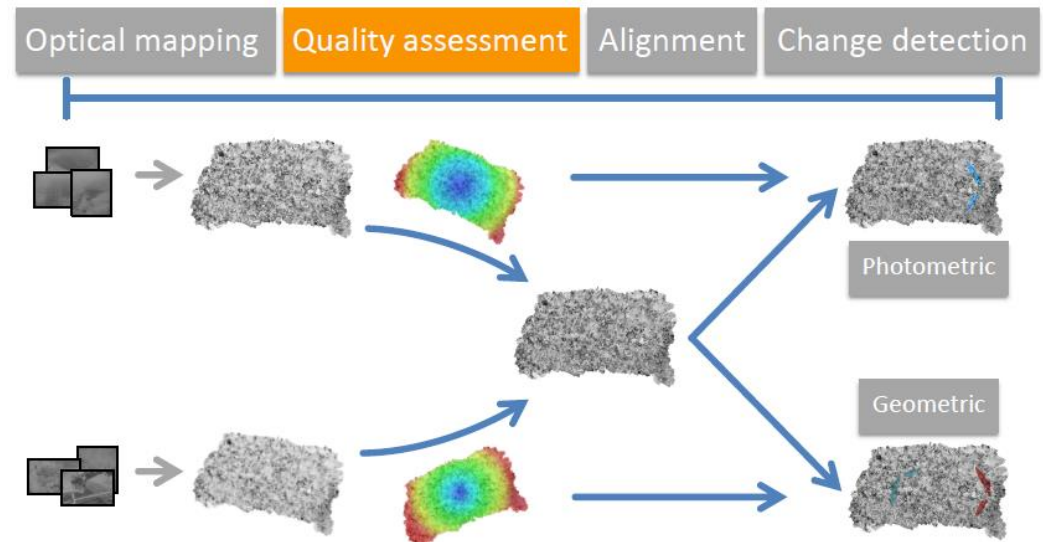 Optical mapping
Quality assessment
Alignment
Change detection
Photometric
Geometric